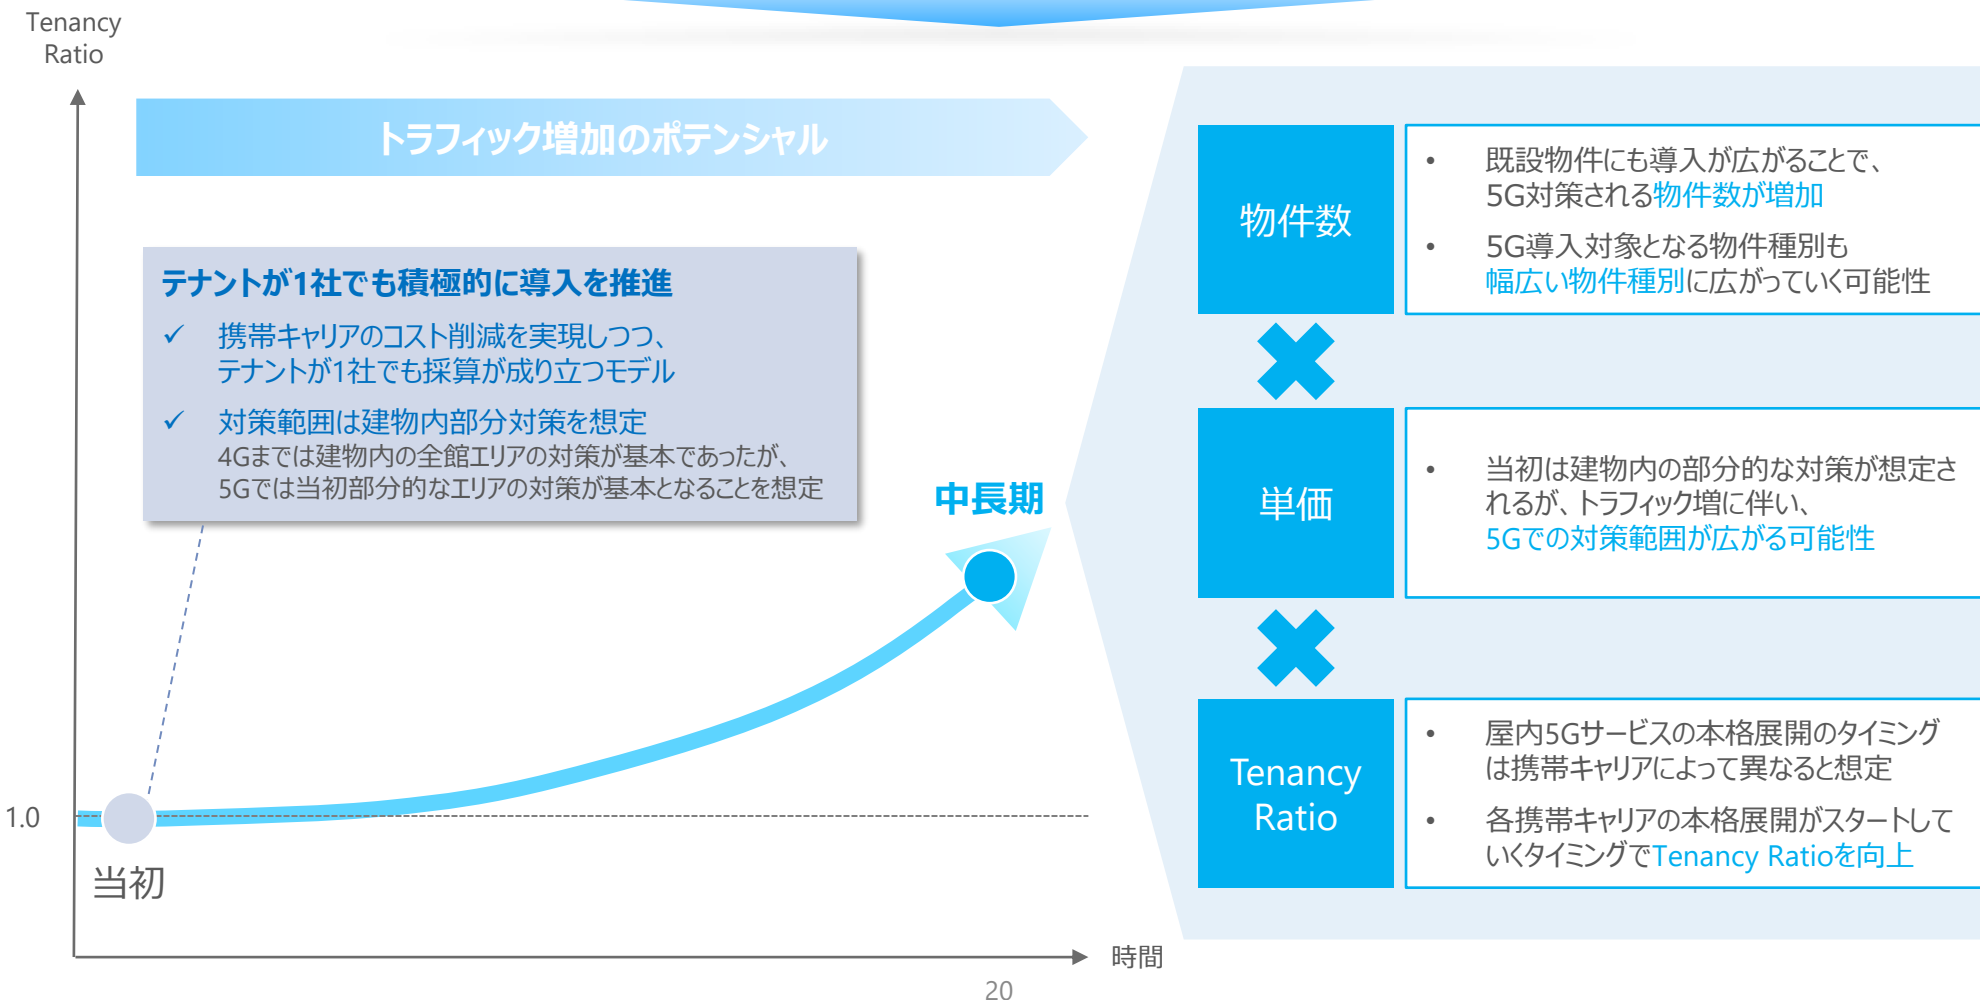 Tenancy
Ratio
トラフィック増加のポテンシャル
テナントが1社でも積極的に導入を推進
✓ 携帯キャリアのコスト削減を実現しつつ、
テナントが1社でも採算が成り立つモデル
✓ 対策範囲は建物内部分対策を想定
4Gまでは建物内の全館エリアの対策が基本であったが、
5Gでは当初部分的なエリアの対策が基本となることを想定
中長期
1.0
当初
時間
物件数
• 既設物件にも導入が広がることで、
5G対策される物件数が増加
• 5G導入対象となる物件種別も
幅広い物件種別に広がっていく可能性
単価
• 当初は建物内の部分的な対策が想定さ
れるが、トラフィック増に伴い、
5Gでの対策範囲が広がる可能性
Tenancy
Ratio
• 屋内5Gサービスの本格展開のタイミング
は携帯キャリアによって異なると想定
• 各携帯キャリアの本格展開がスタートして
いくタイミングでTenancy Ratioを向上
20